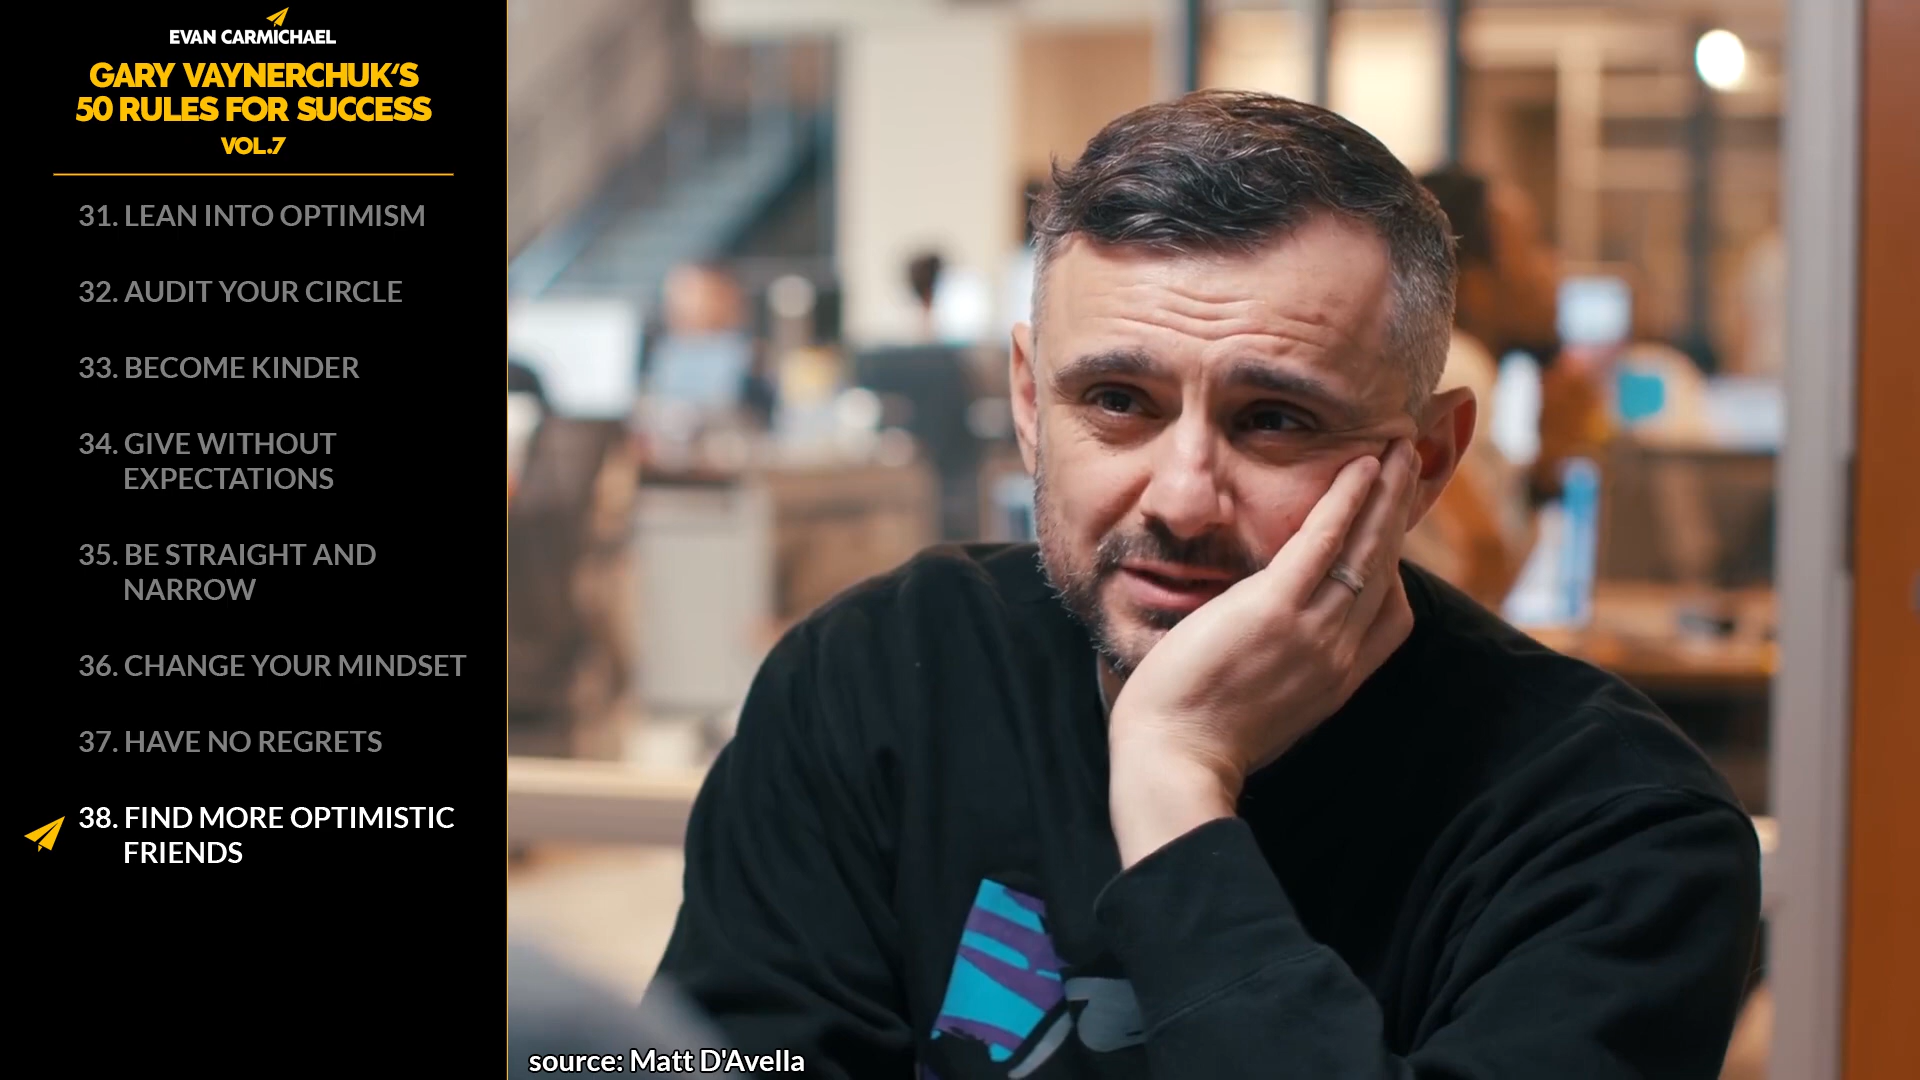 EVAN CARMICHAEL
GARY VAYNERCHUK'S
50 RULES FOR SUCCESS
VOL.7
31. LEAN INTO OPTIMISM
32. AUDIT YOUR CIRCLE
33. BECOME KINDER
34. GIVE WITHOUT
EXPECTATIONS
35. BE STRAIGHT AND
NARROW
36. CHANGE YOUR MINDSET
37. HAVE NO REGRETS
38. FIND MORE OPTIMISTIC
FRIENDS
source: Matt D'Avella